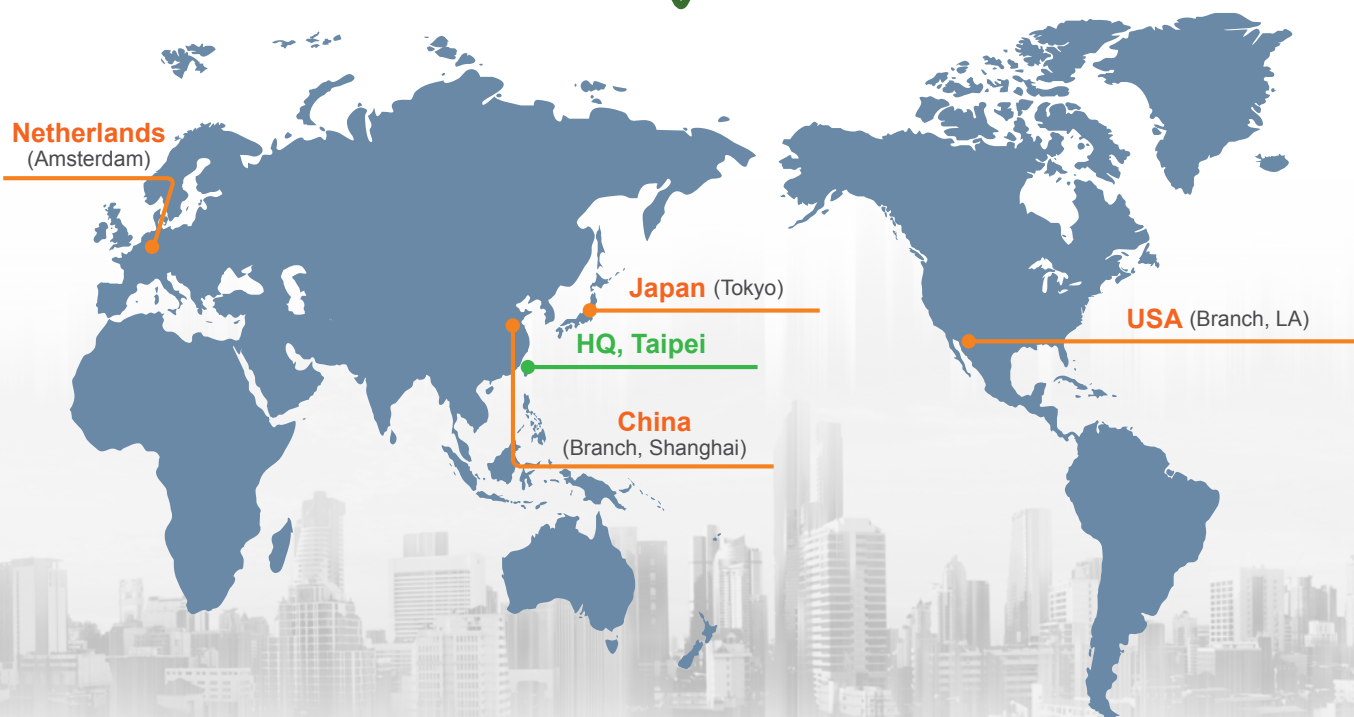 Netherlands
(Amsterdam)
Japan (Tokyo)
USA (Branch, LA)
HQ, Taipei
China
(Branch, Shanghai)